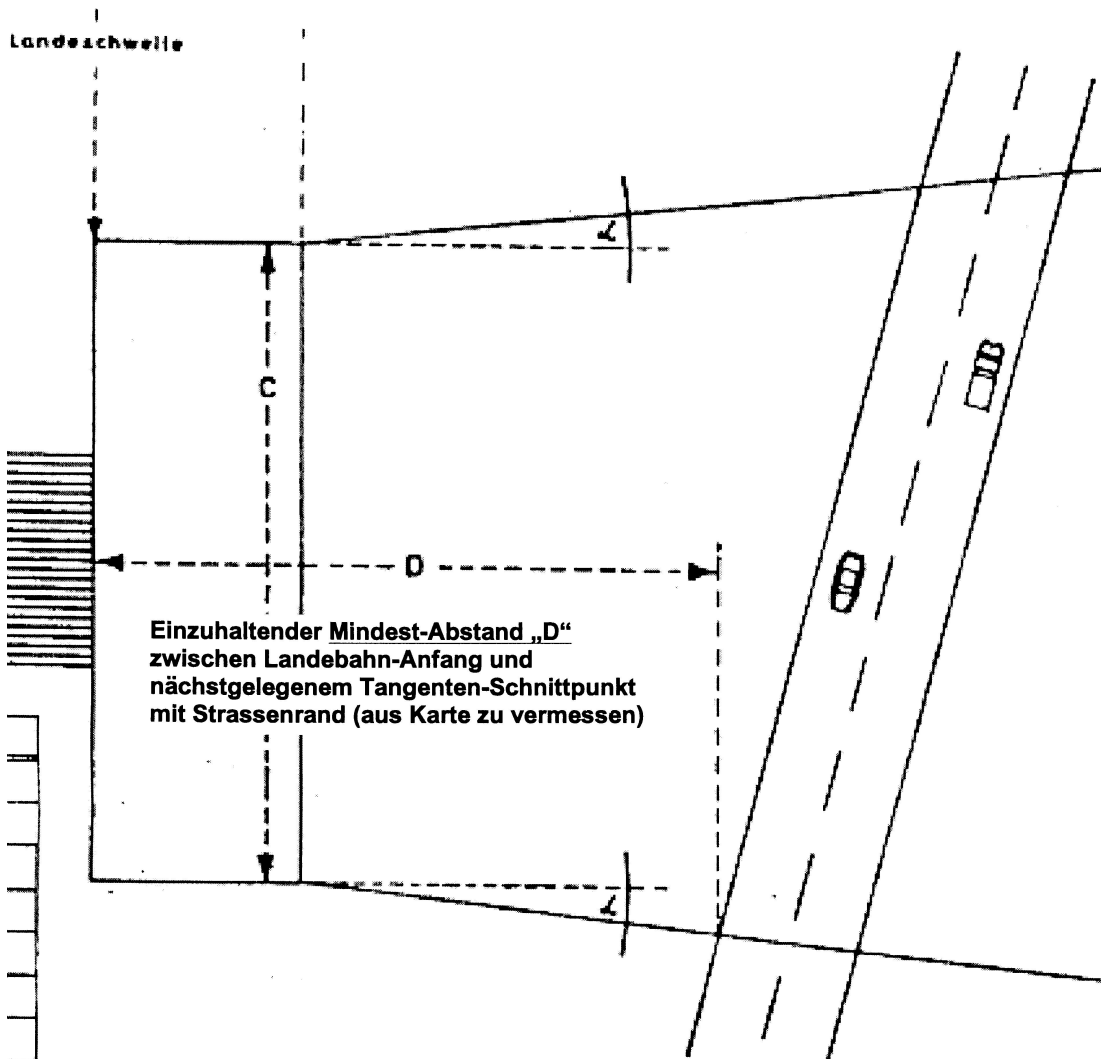 Landeschwelle
α
C
D
Einzuhaltender Mindest-Abstand „D“
zwischen Landebahn-Anfang und
nächstgelegenem Tangenten-Schnittpunkt
mit Strassenrand (aus Karte zu vermessen)
α